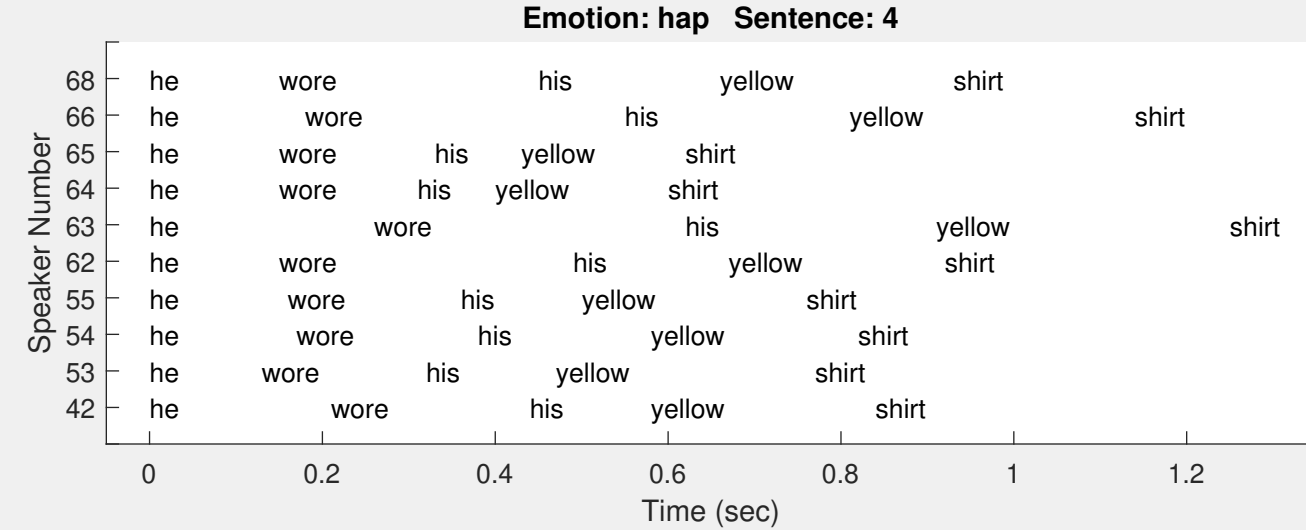 Emotion: hap Sentence: 4
68 he wore his yellow shirt
66 he wore his yellow shirt
65 he wore his yellow shirt
64 he wore his yellow shirt
63 he wore his yellow shirt
62 he wore his yellow shirt
55 he wore his yellow shirt
54 he wore his yellow shirt
53 he wore his yellow shirt
42 he wore his yellow shirt
Speaker Number
0 0.2 0.4 0.6 0.8 1 1.2
Time (sec)